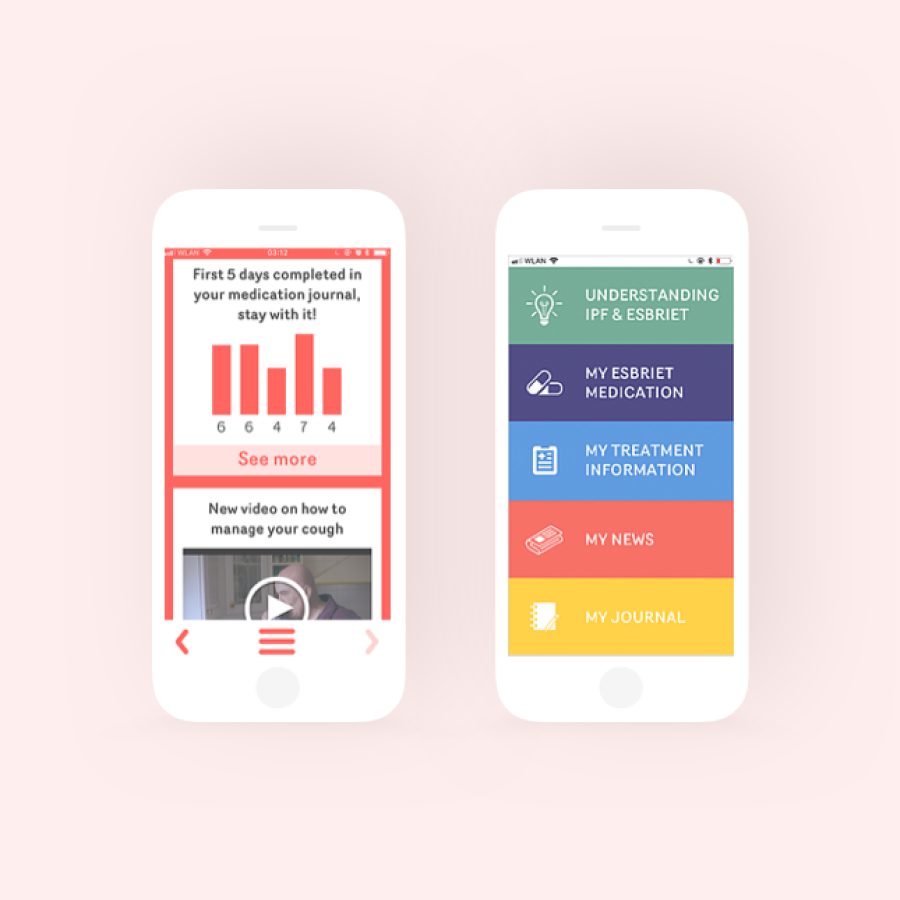 WLAN
03:12
First 5 days completed in
your medication journal,
stay with it!
6 6 4 7 4
See more
New video on how to
manage your cough
WLAN
UNDERSTANDING
IPF & ESBRIET
MY ESBRIET
MEDICATION
MY TREATMENT
INFORMATION
MY NEWS
MY JOURNAL